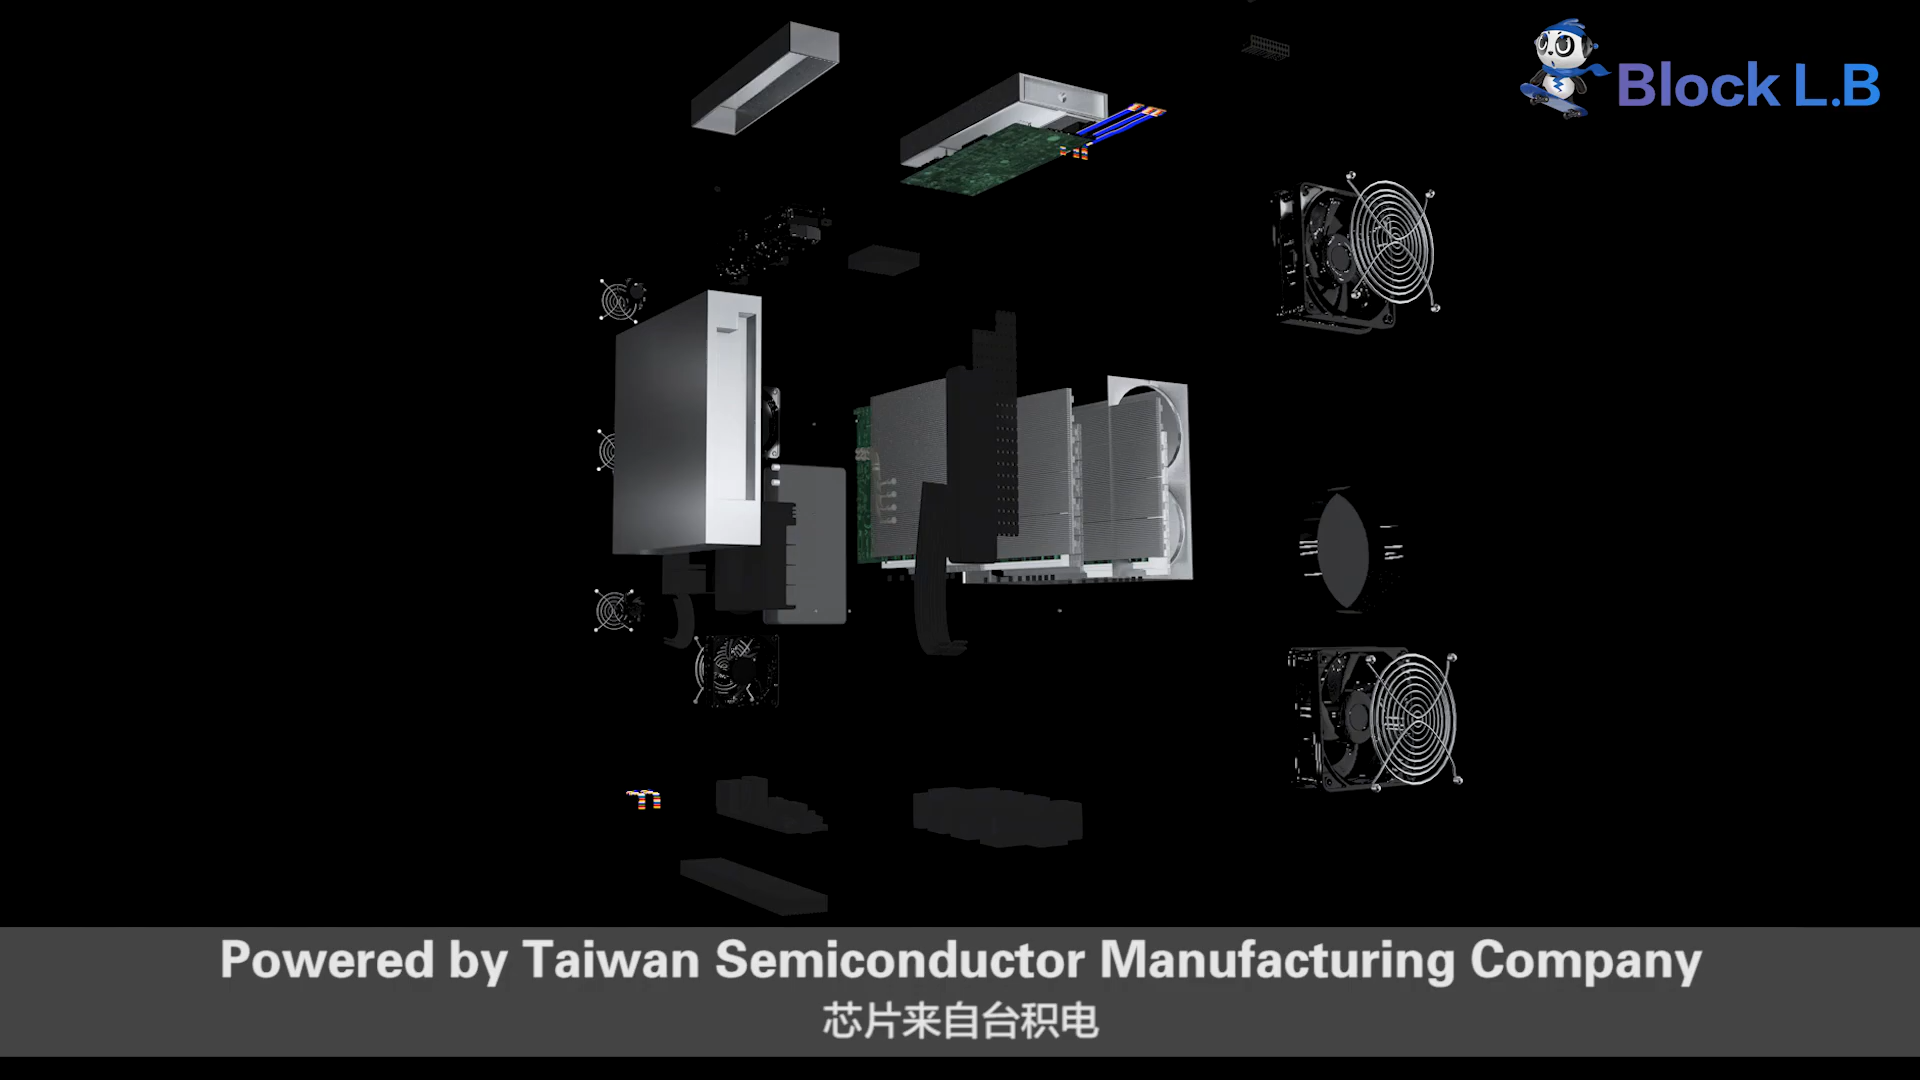 Block L.B
Powered by Taiwan Semiconductor Manufacturing Company
芯片来自台积电